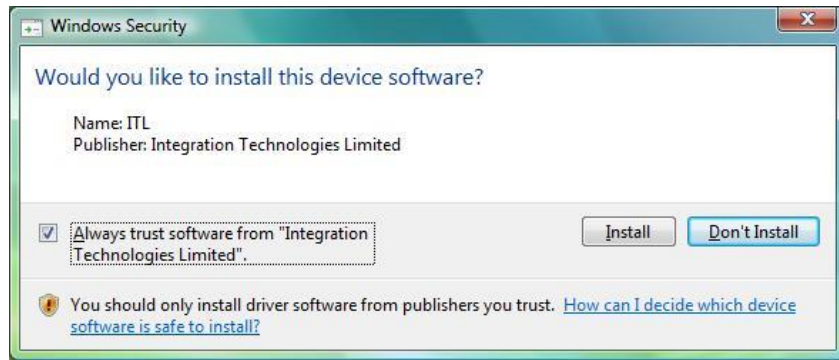 Windows Security
Would you like to install this device software?
Name: ITL
Publisher: Integration Technologies Limited
Always trust software from "Integration
Technologies Limited".
Install
Don't Install
You should only install driver software from publishers you trust. How can I decide which device
software is safe to install?